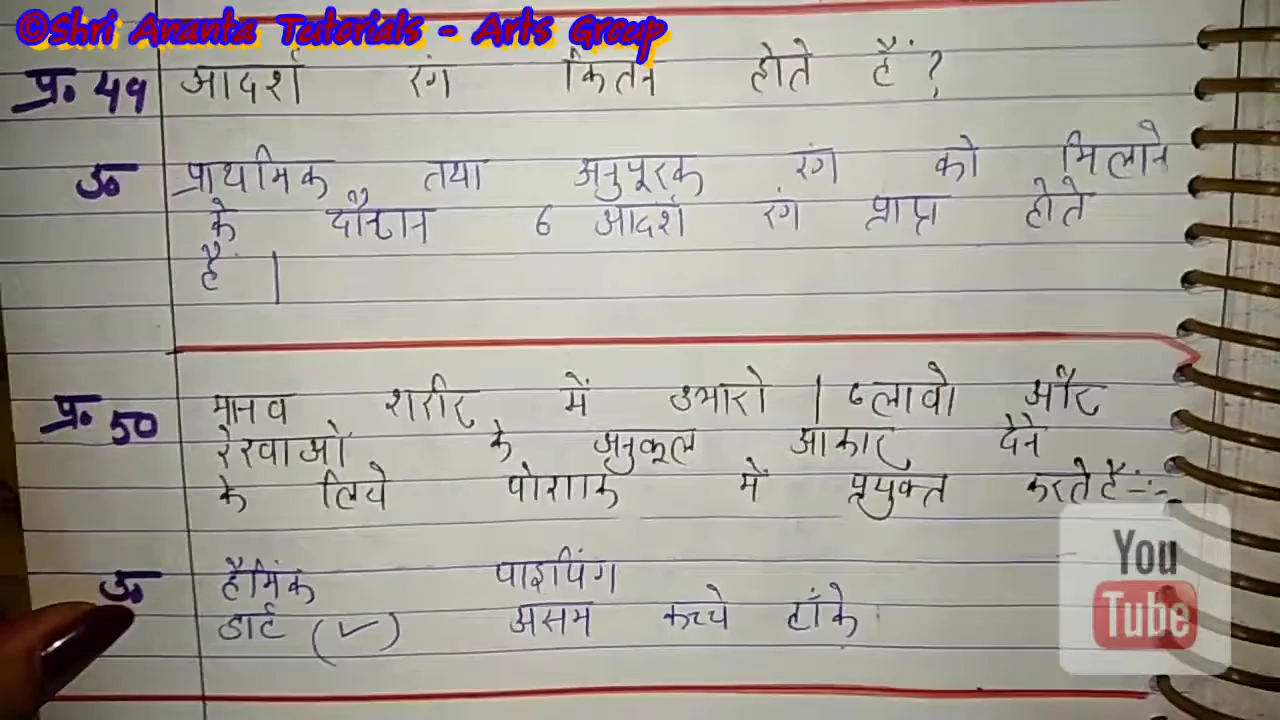 ©Shri Ananta Tutorials - Arts Group
प्र॰ 49 आदर्श रंग कितने होते हैं?
उ॰ प्राथमिक तथा अनुपूरक रंग को मिलाने
के दौरान 6 आदर्श रंग प्राप्त होते
हैं |
प्र॰ 50 मानव शरीर में उभारो | ढलावो और
रेखाओं के अनुकूल आकार देने
के लिये पोशाक में प्रयुक्त करते हैं-:-
उ॰ हैमिंक पाइपिंग
डार्ट (✓) असम कच्चे टाँके
You
Tube